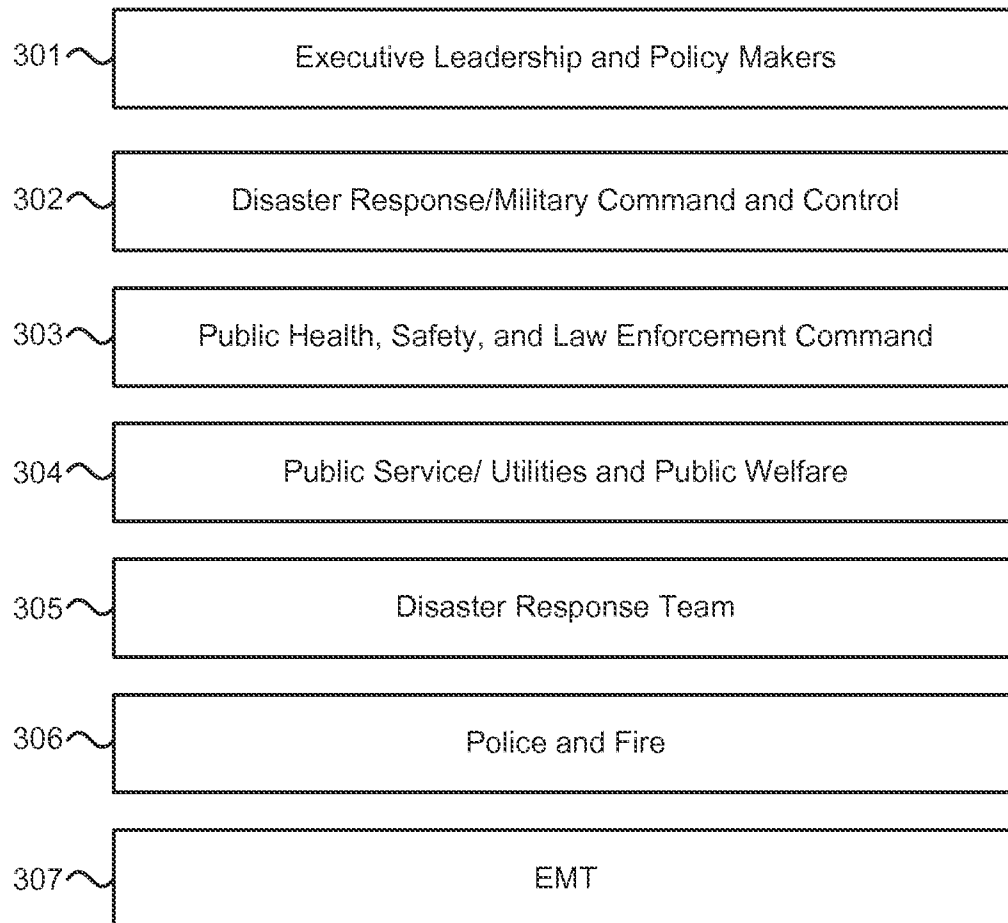 301 Executive Leadership and Policy Makers
302 Disaster Response/Military Command and Control
303 Public Health, Safety, and Law Enforcement Command
304 Public Service/ Utilities and Public Welfare
305 Disaster Response Team
306 Police and Fire
307 EMT